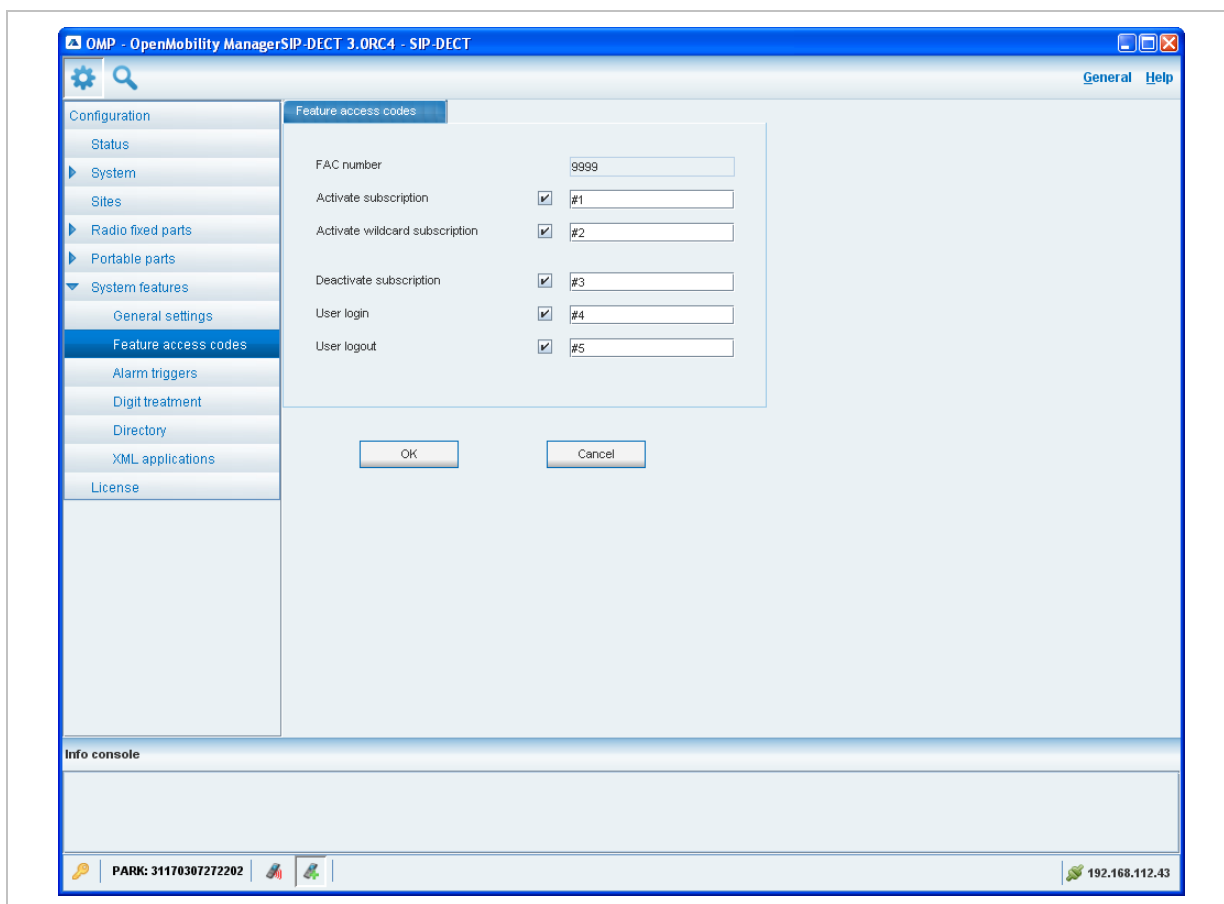 OMP - OpenMobility ManagerSIP-DECT 3.0RC4 - SIP-DECT
General Help
Configuration
Status
System
Sites
Radio fixed parts
Portable parts
System features
General settings
Feature access codes
Alarm triggers
Digit treatment
Directory
XML applications
License
Feature access codes
FAC number 9999
Activate subscription #1
Activate wildcard subscription #2
Deactivate subscription #3
User login #4
User logout #5
OK Cancel
Info console
PARK: 31170307272202
192.168.112.43